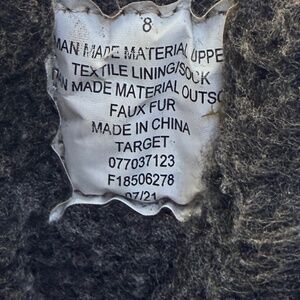 8
MAN MADE MATERIAL UPPE
TEXTILE LINING/SOCK
MADE MATERIAL OUTSO
FAUX FUR
MADE IN CHINA
TARGET
077037123
F18506278
07/21